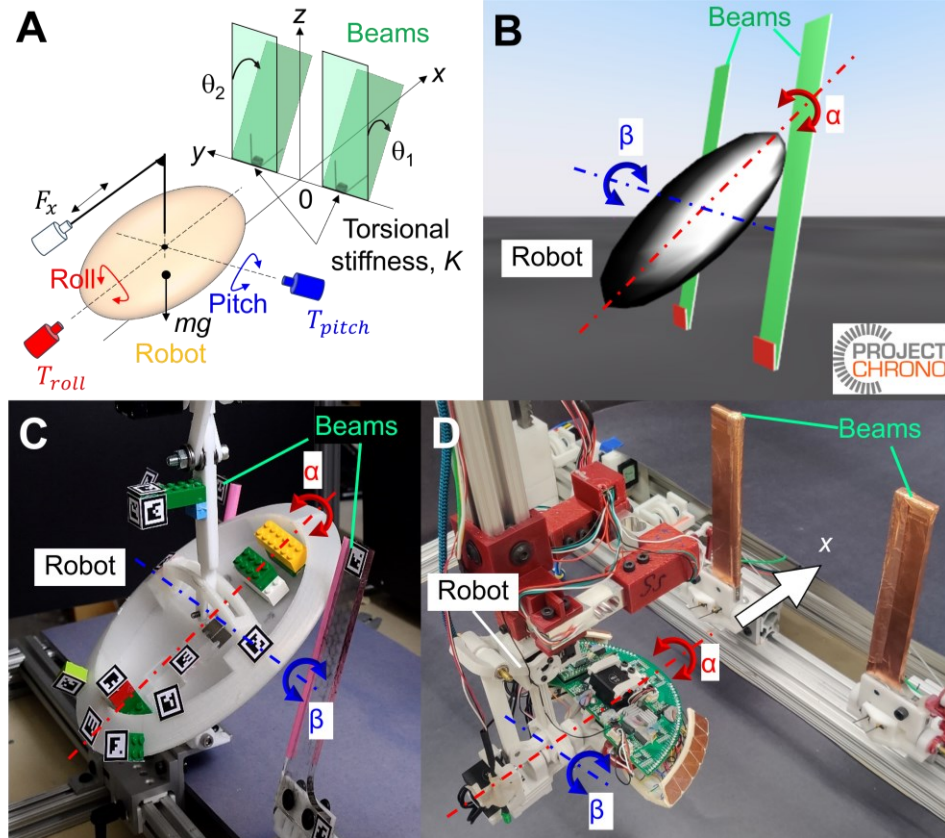 A
z
Beams
x
θ2
θ1
y
0
Fx
Torsional
stiffness, K
Roll
Pitch
mg
Tpitch
Robot
Troll
B
Beams
α
β
Robot
PROJECT
CHRONO
C
Beams
α
Robot
β
F.
D
Beams
x
Robot
α
β